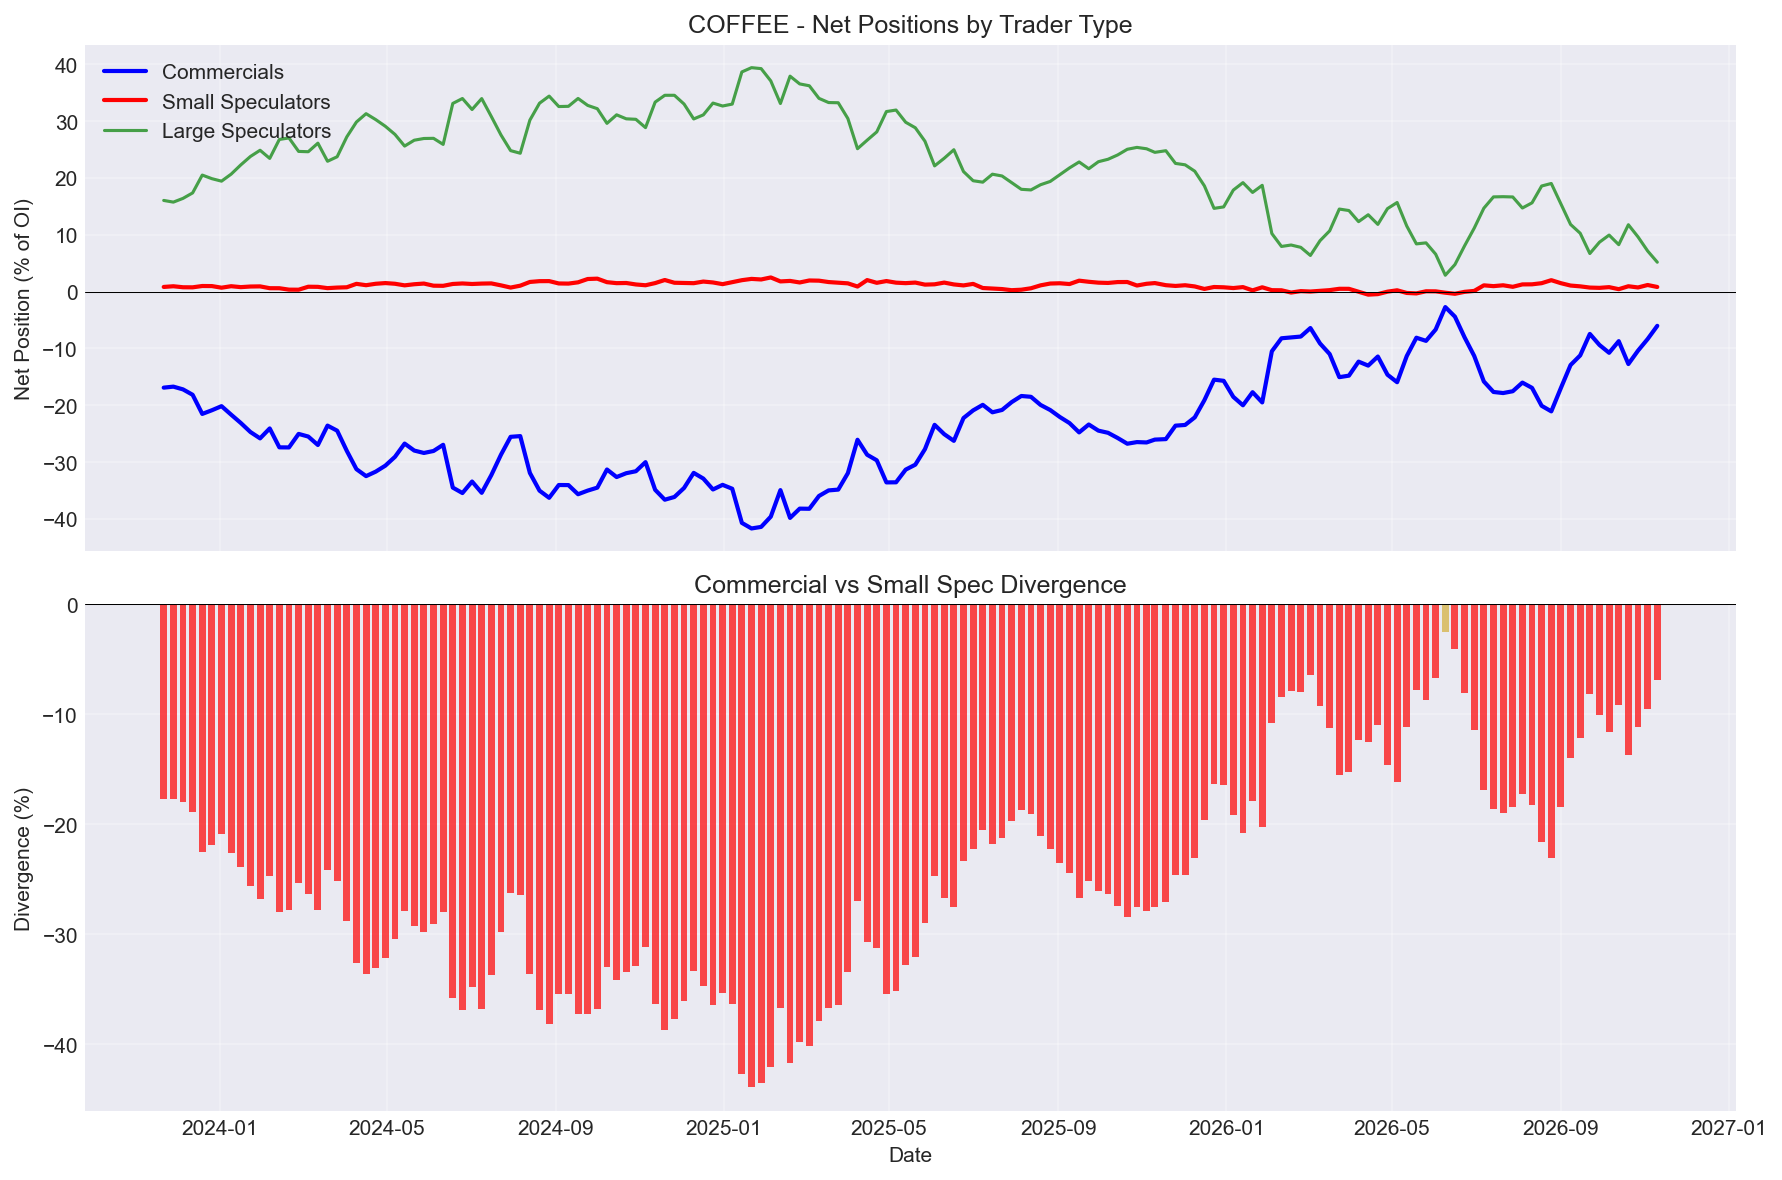 COFFEE - Net Positions by Trader Type
Net Position (% of OI)
40
30
20
10
0
−10
−20
−30
−40
Commercials
Small Speculators
Large Speculators
Commercial vs Small Spec Divergence
Divergence (%)
0
−10
−20
−30
−40
2024-01 2024-05 2024-09 2025-01 2025-05 2025-09 2026-01 2026-05 2026-09 2027-01
Date